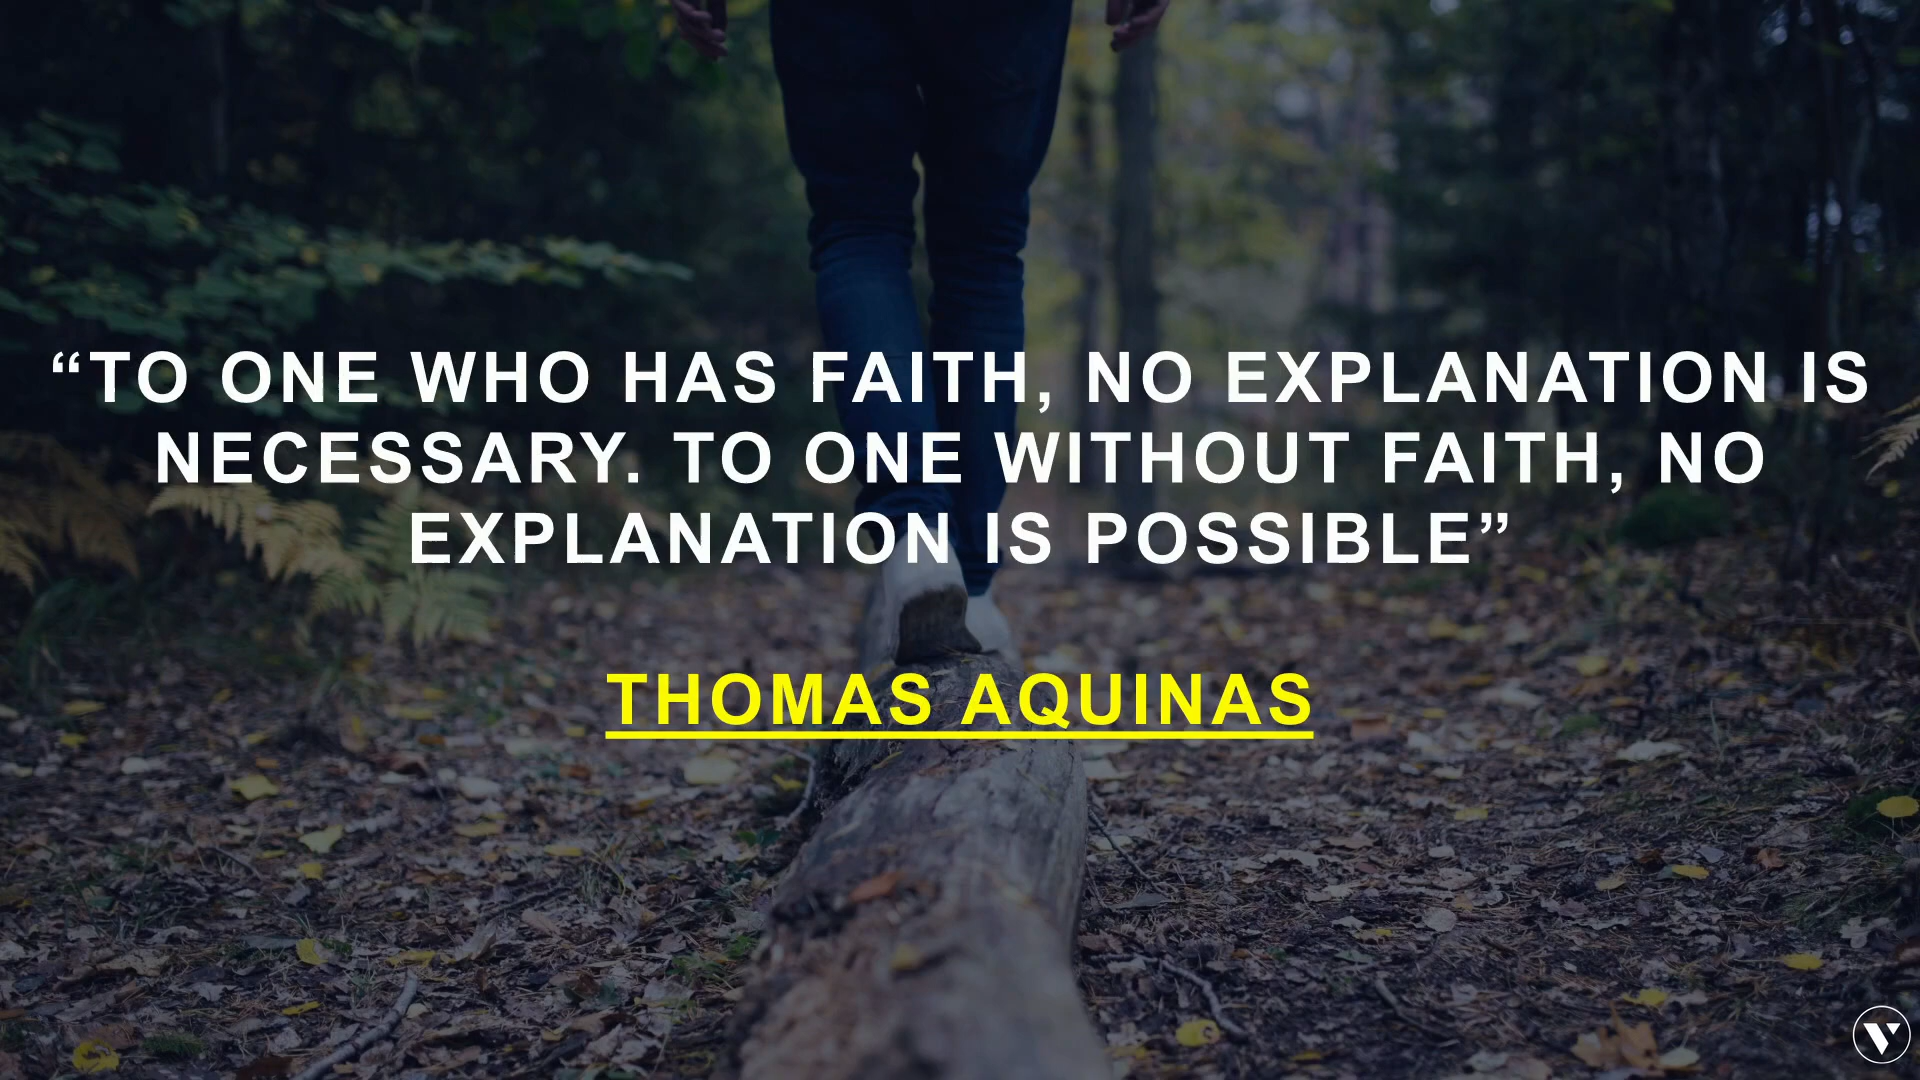 “TO ONE WHO HAS FAITH, NO EXPLANATION IS
NECESSARY. TO ONE WITHOUT FAITH, NO
EXPLANATION IS POSSIBLE”
THOMAS AQUINAS